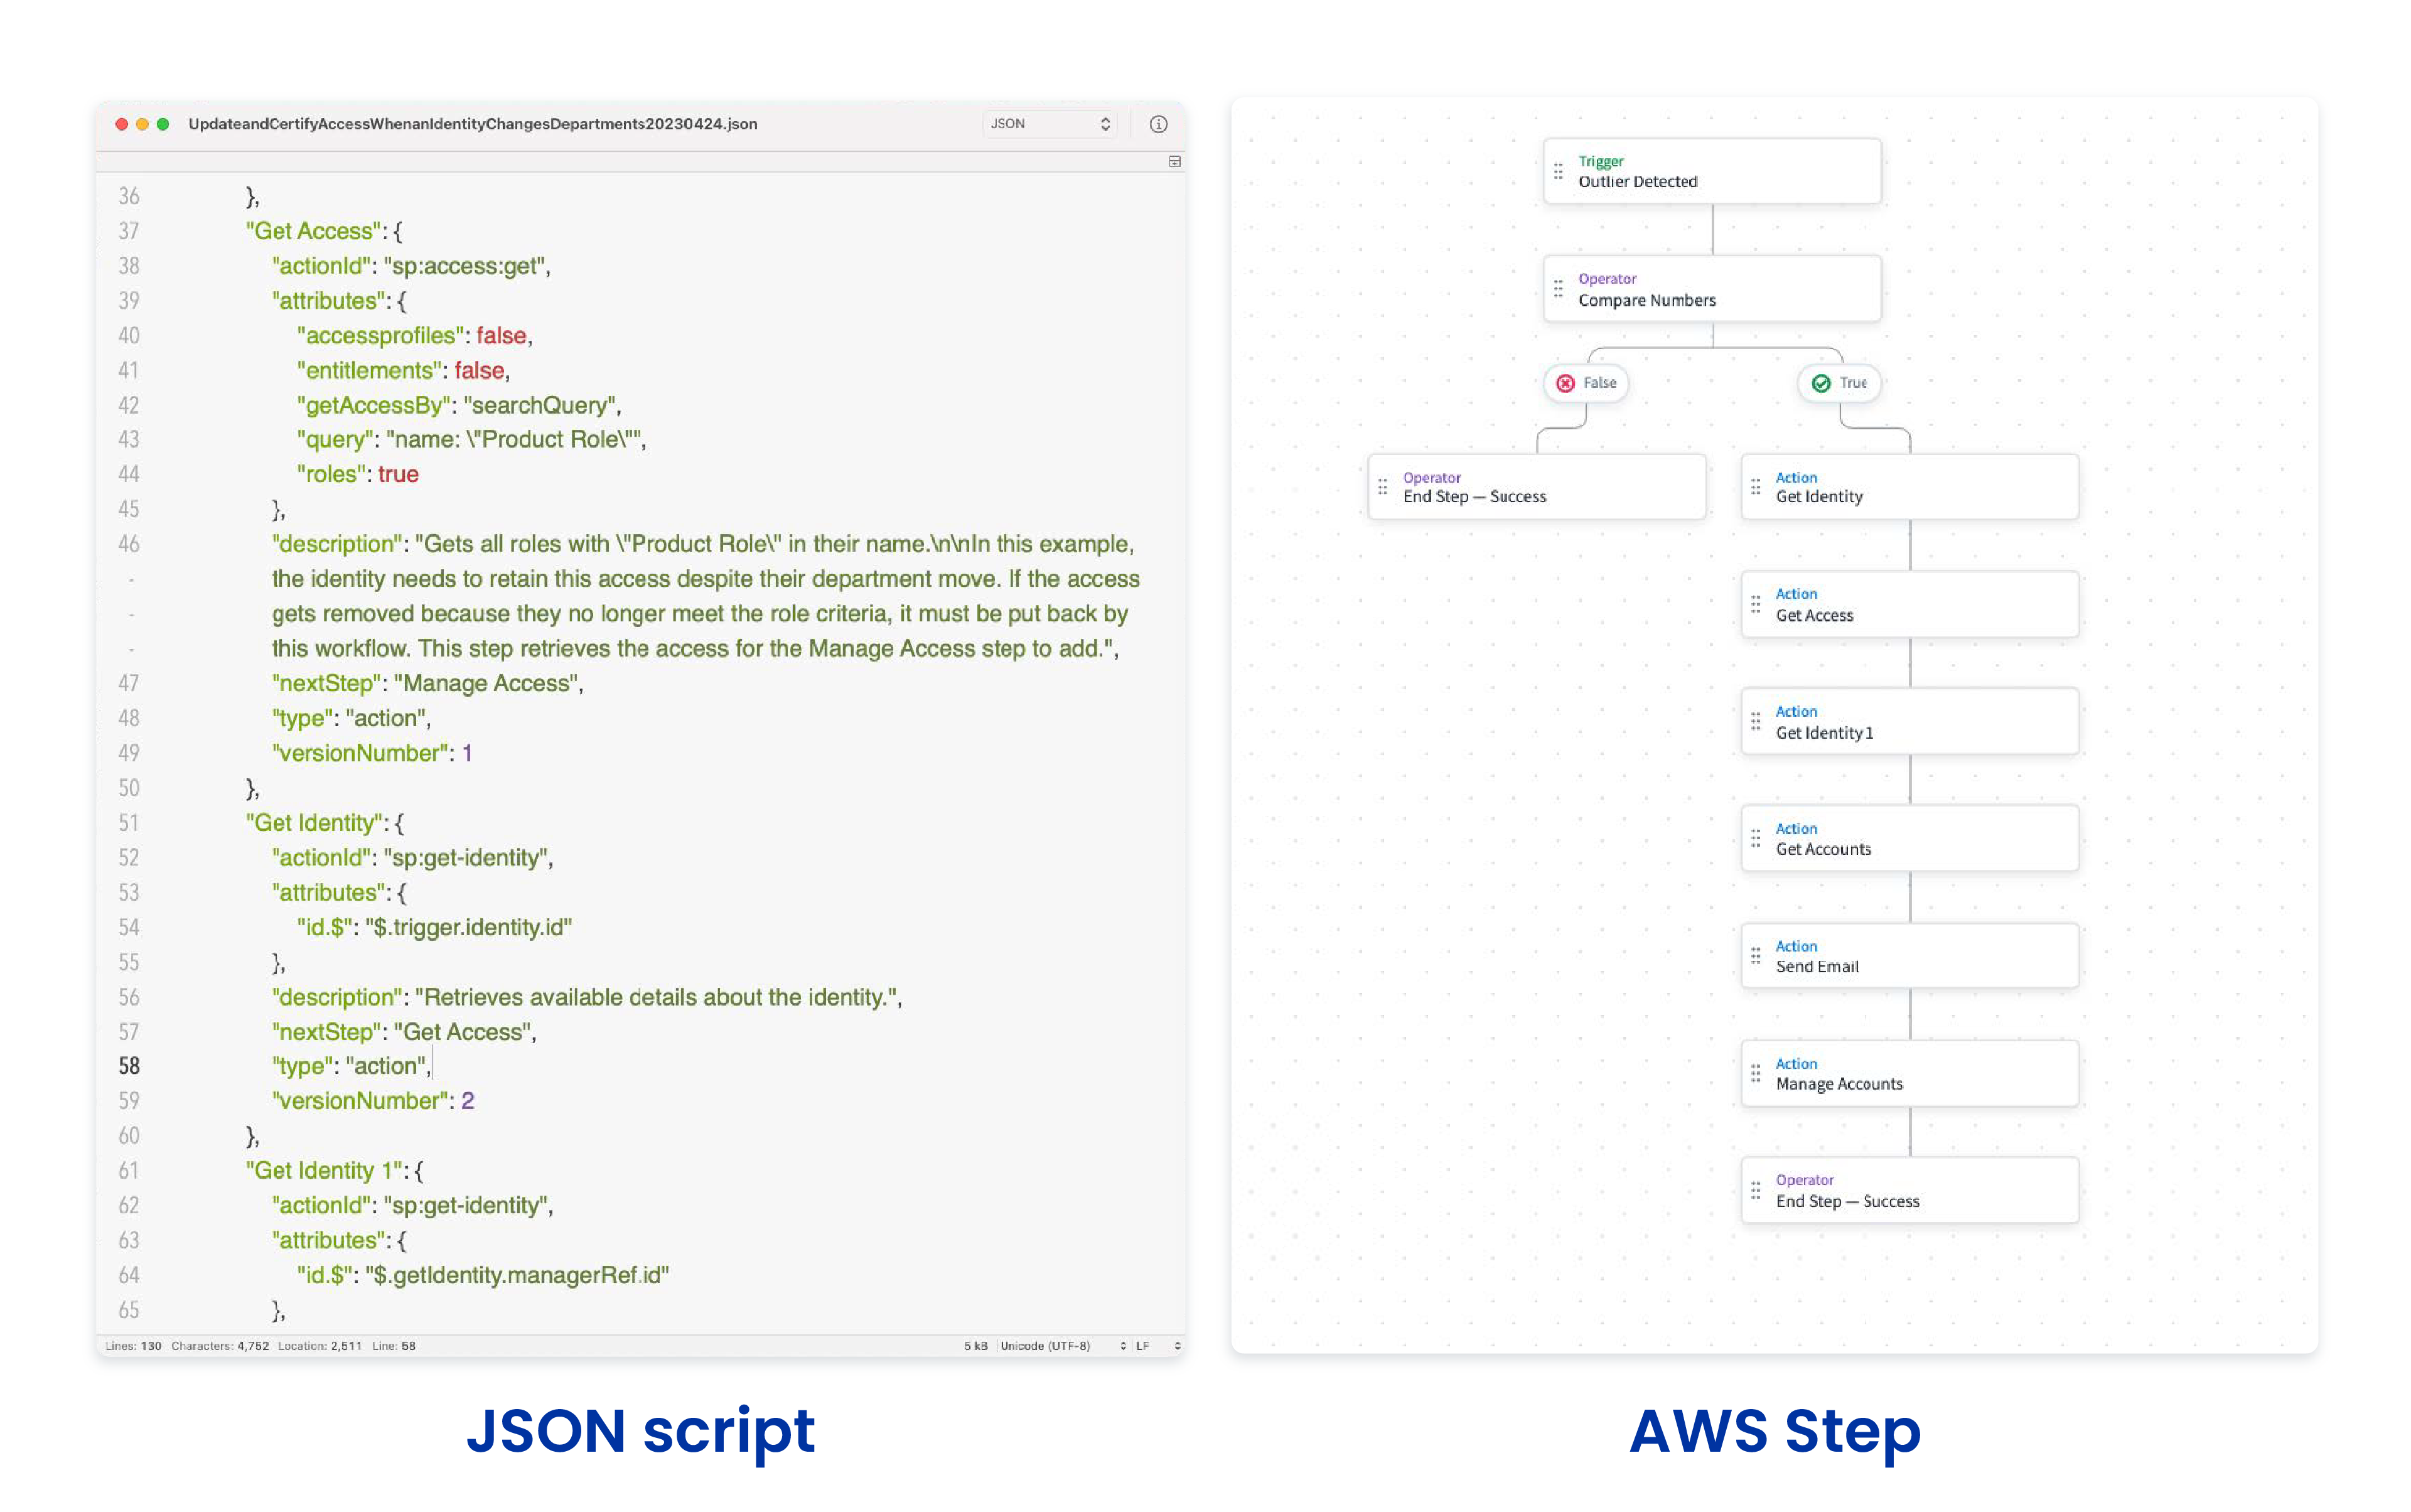 UpdateandCertifyAccessWhenanIdentityChangesDepartments20230424.json
JSON
36 },
37 "Get Access": {
38 "actionId": "sp:access:get",
39 "attributes": {
40 "accessprofiles": false,
41 "entitlements": false,
42 "getAccessBy": "searchQuery",
43 "query": "name: \"Product Role\"",
44 "roles": true
45 },
46 "description": "Gets all roles with \"Product Role\" in their name.\n\nIn this example,
- the identity needs to retain this access despite their department move. If the access
- gets removed because they no longer meet the role criteria, it must be put back by
- this workflow. This step retrieves the access for the Manage Access step to add.",
47 "nextStep": "Manage Access",
48 "type": "action",
49 "versionNumber": 1
50 },
51 "Get Identity": {
52 "actionId": "sp:get-identity",
53 "attributes": {
54 "id.$": "$.trigger.identity.id"
55 },
56 "description": "Retrieves available details about the identity.",
57 "nextStep": "Get Access",
58 "type": "action",
59 "versionNumber": 2
60 },
61 "Get Identity 1": {
62 "actionId": "sp:get-identity",
63 "attributes": {
64 "id.$": "$.getIdentity.managerRef.id"
65 },
Lines: 130 Characters: 4,752 Location: 2,511 Line: 58 5 kB Unicode (UTF-8) LF
JSON script
Trigger
Outlier Detected
Operator
Compare Numbers
False
True
Operator
End Step — Success
Action
Get Identity
Action
Get Access
Action
Get Identity 1
Action
Get Accounts
Action
Send Email
Action
Manage Accounts
Operator
End Step — Success
AWS Step